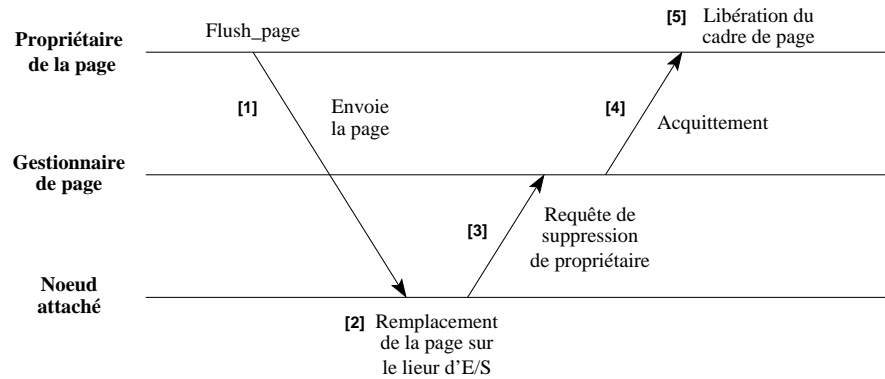 [5] Libération du
cadre de page
Flush_page
Propriétaire
de la page
[1]
Envoie
la page
[4]
Acquittement
Gestionnaire
de page
[3]
Requête de
suppression
de propriétaire
Noeud
attaché
[2] Remplacement
de la page sur
le lieur d'E/S